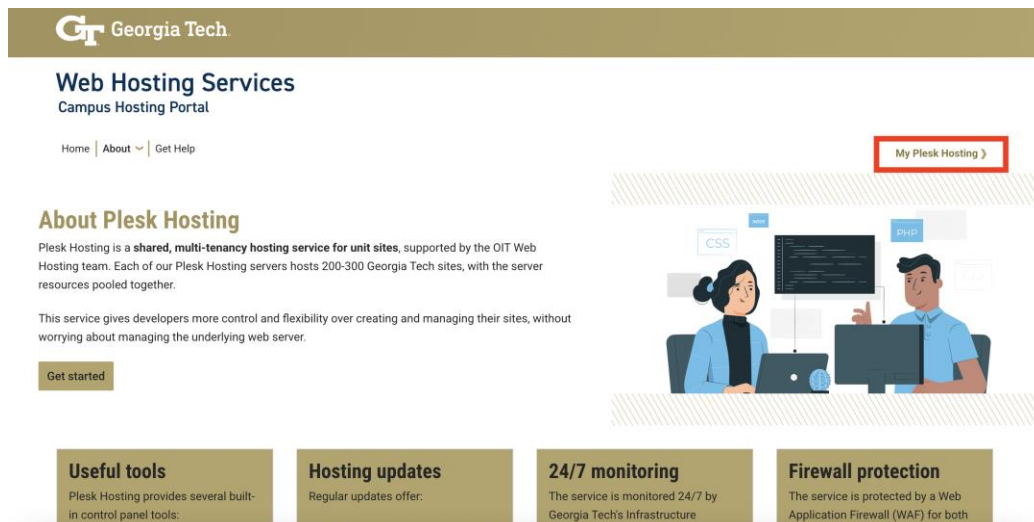 GT Georgia Tech
Web Hosting Services
Campus Hosting Portal
Home About Get Help
My Plesk Hosting ❯
About Plesk Hosting
Plesk Hosting is a shared, multi-tenancy hosting service for unit sites, supported by the OIT Web
Hosting team. Each of our Plesk Hosting servers hosts 200-300 Georgia Tech sites, with the server
resources pooled together.
This service gives developers more control and flexibility over creating and managing their sites, without
worrying about managing the underlying web server.
Get started
CSS
PHP
Useful tools
Plesk Hosting provides several built-
in control panel tools:
Hosting updates
Regular updates offer:
24/7 monitoring
The service is monitored 24/7 by
Georgia Tech's Infrastructure
Firewall protection
The service is protected by a Web
Application Firewall (WAF) for both